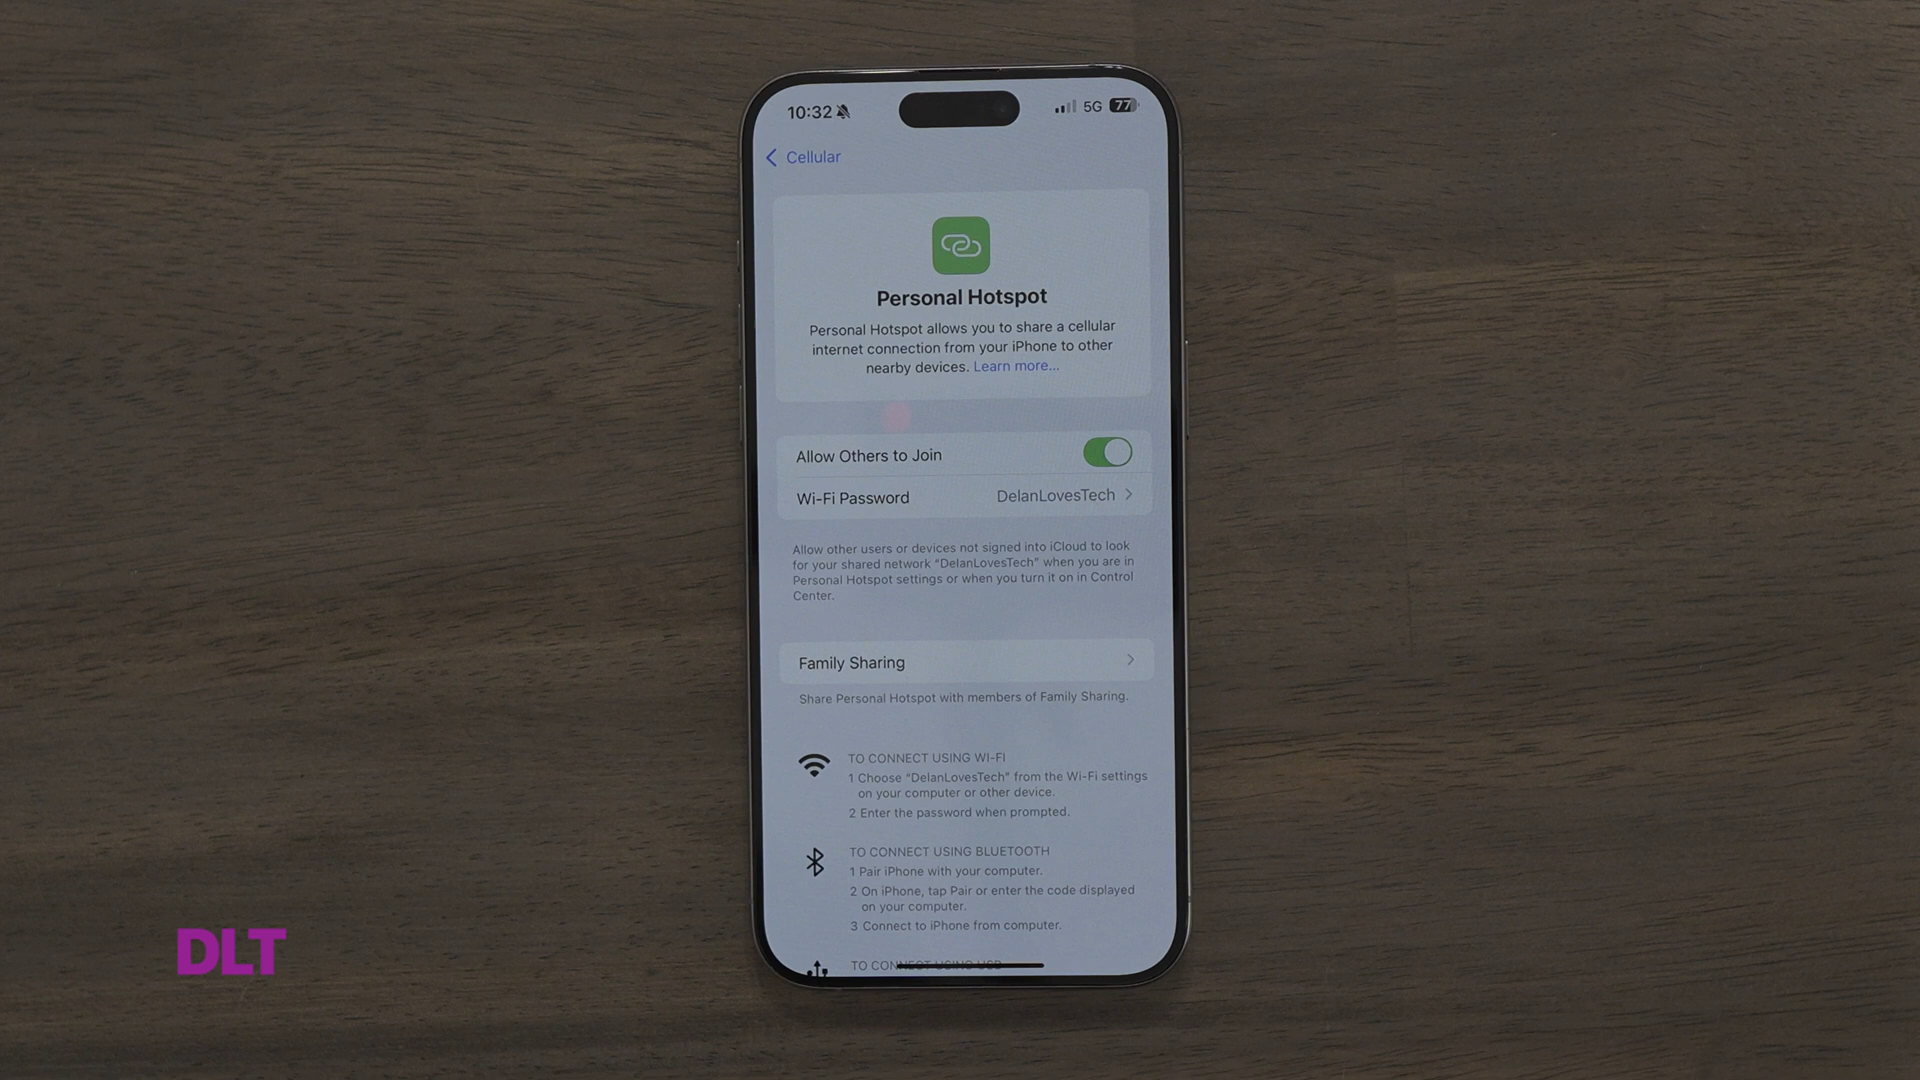 10:32
5G 77
Cellular
Personal Hotspot
Personal Hotspot allows you to share a cellular
internet connection from your iPhone to other
nearby devices. Learn more...
Allow Others to Join
Wi-Fi Password DelanLovesTech
Allow other users or devices not signed into iCloud to look
for your shared network “DelanLovesTech” when you are in
Personal Hotspot settings or when you turn it on in Control
Center.
Family Sharing
Share Personal Hotspot with members of Family Sharing.
TO CONNECT USING WI-FI
1 Choose “DelanLovesTech” from the Wi-Fi settings
on your computer or other device.
2 Enter the password when prompted.
TO CONNECT USING BLUETOOTH
1 Pair iPhone with your computer.
2 On iPhone, tap Pair or enter the code displayed
on your computer.
3 Connect to iPhone from computer.
TO CONNECT USING USB
DLT